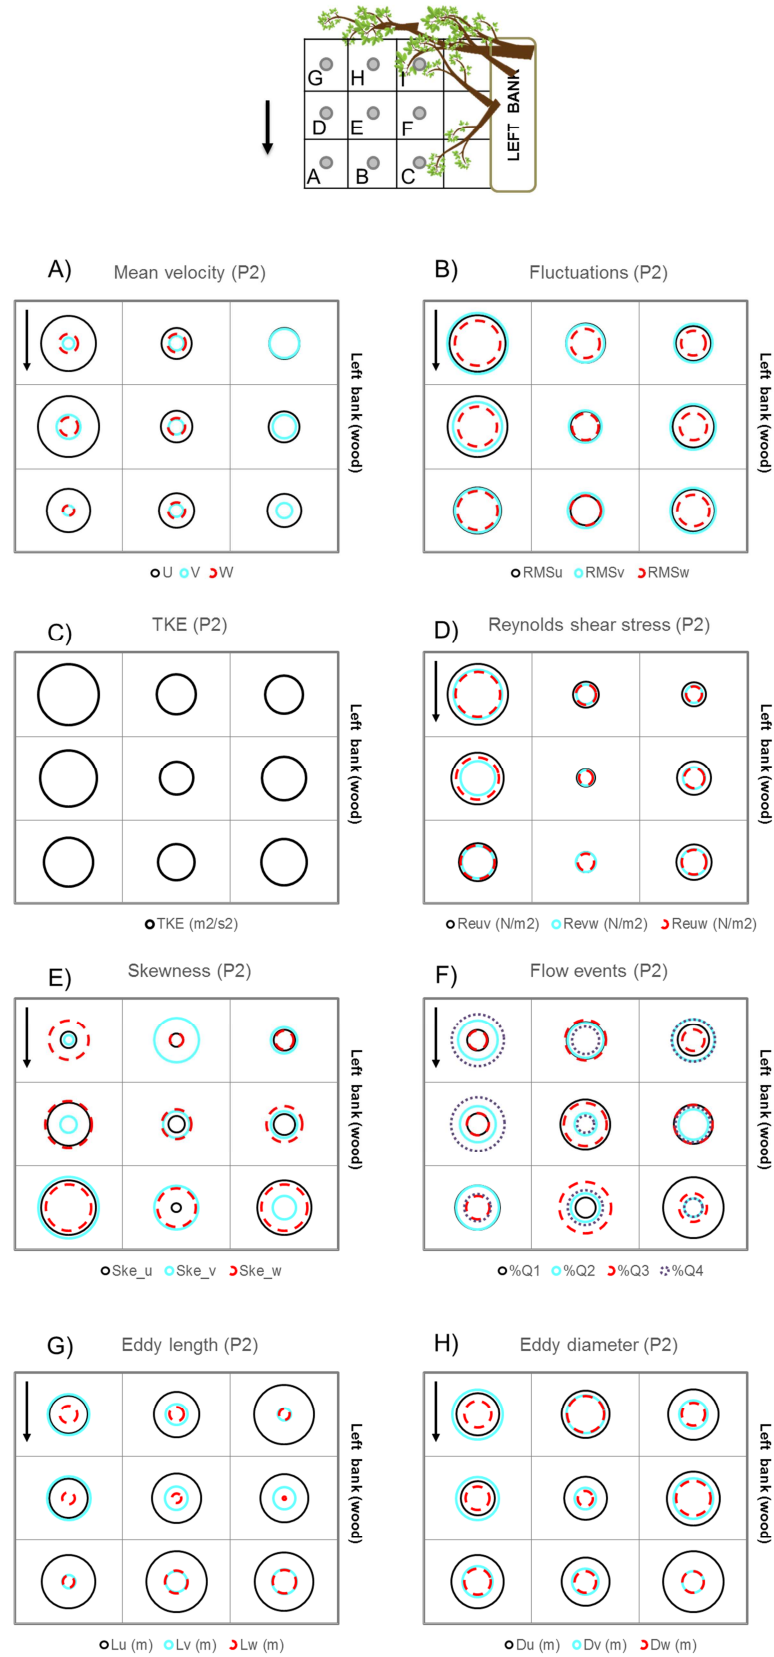 G H I
D E F
A B C
LEFT BANK
A) Mean velocity (P2)
Left bank (wood)
U V W
B) Fluctuations (P2)
Left bank (wood)
RMSu RMSv RMSw
C) TKE (P2)
Left bank (wood)
TKE (m2/s2)
D) Reynolds shear stress (P2)
Left bank (wood)
Reuv (N/m2) Revw (N/m2) Reuw (N/m2)
E) Skewness (P2)
Left bank (wood)
Ske_u Ske_v Ske_w
F) Flow events (P2)
Left bank (wood)
%Q1 %Q2 %Q3 %Q4
G) Eddy length (P2)
Left bank (wood)
Lu (m) Lv (m) Lw (m)
H) Eddy diameter (P2)
Left bank (wood)
Du (m) Dv (m) Dw (m)